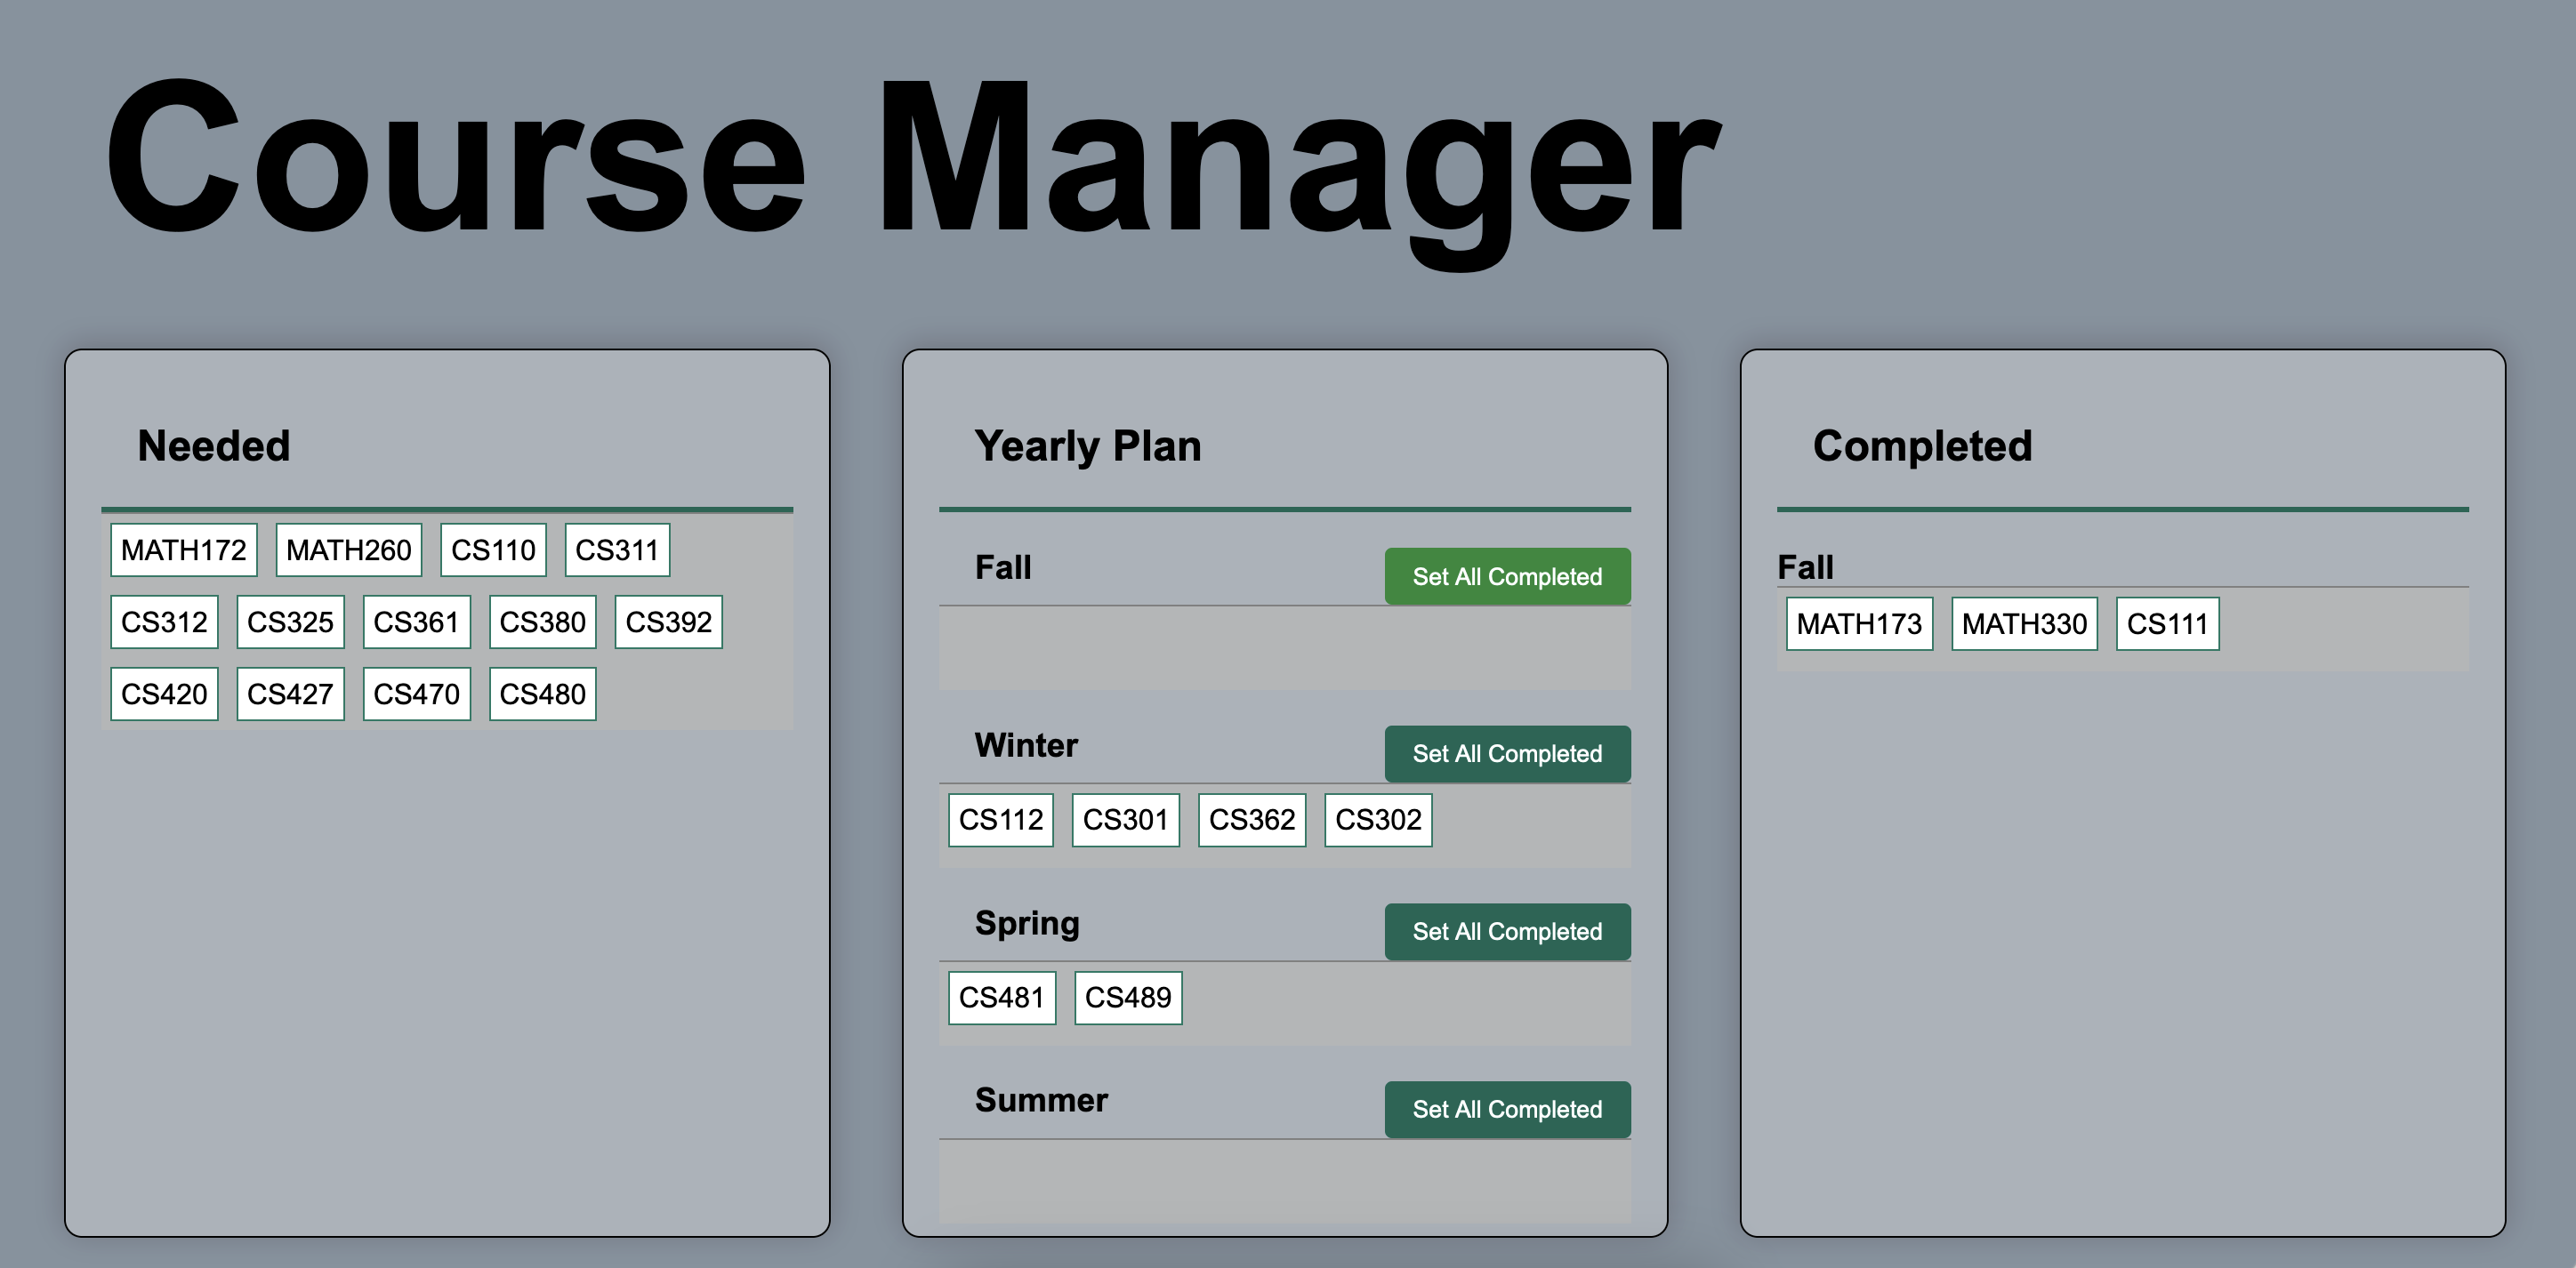 Course Manager
Needed
MATH172 MATH260 CS110 CS311
CS312 CS325 CS361 CS380 CS392
CS420 CS427 CS470 CS480
Yearly Plan
Fall Set All Completed
Winter Set All Completed
CS112 CS301 CS362 CS302
Spring Set All Completed
CS481 CS489
Summer Set All Completed
Completed
Fall
MATH173 MATH330 CS111